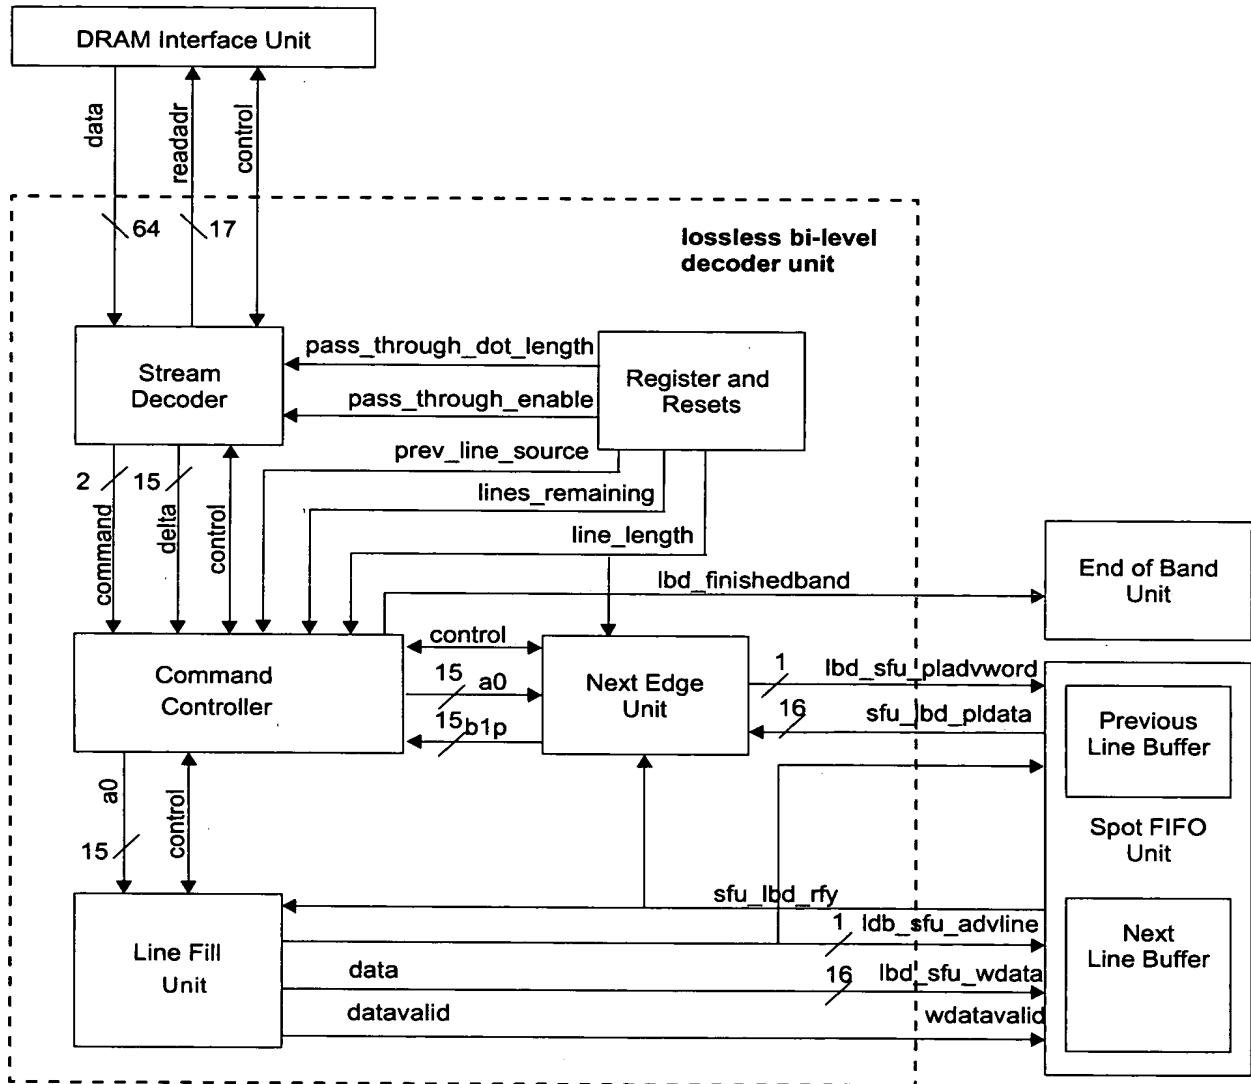 DRAM Interface Unit
data
readadr
control
64
17
lossless bi-level
decoder unit
pass_through_dot_length
Stream
Decoder
Register and
Resets
pass_through_enable
prev_line_source
2
15
lines_remaining
command
delta
control
line_length
lbd_finishedband
End of Band
Unit
control
Command
Controller
15
a0
Next Edge
Unit
1
lbd_sfu_pladvword
16
sfu_lbd_pldata
15
b1p
Previous
Line Buffer
a0
control
15
Spot FIFO
Unit
sfu_lbd_rfy
1
ldb_sfu_advline
Line Fill
Unit
Next
Line Buffer
data
16
lbd_sfu_wdata
datavalid
wdatavalid